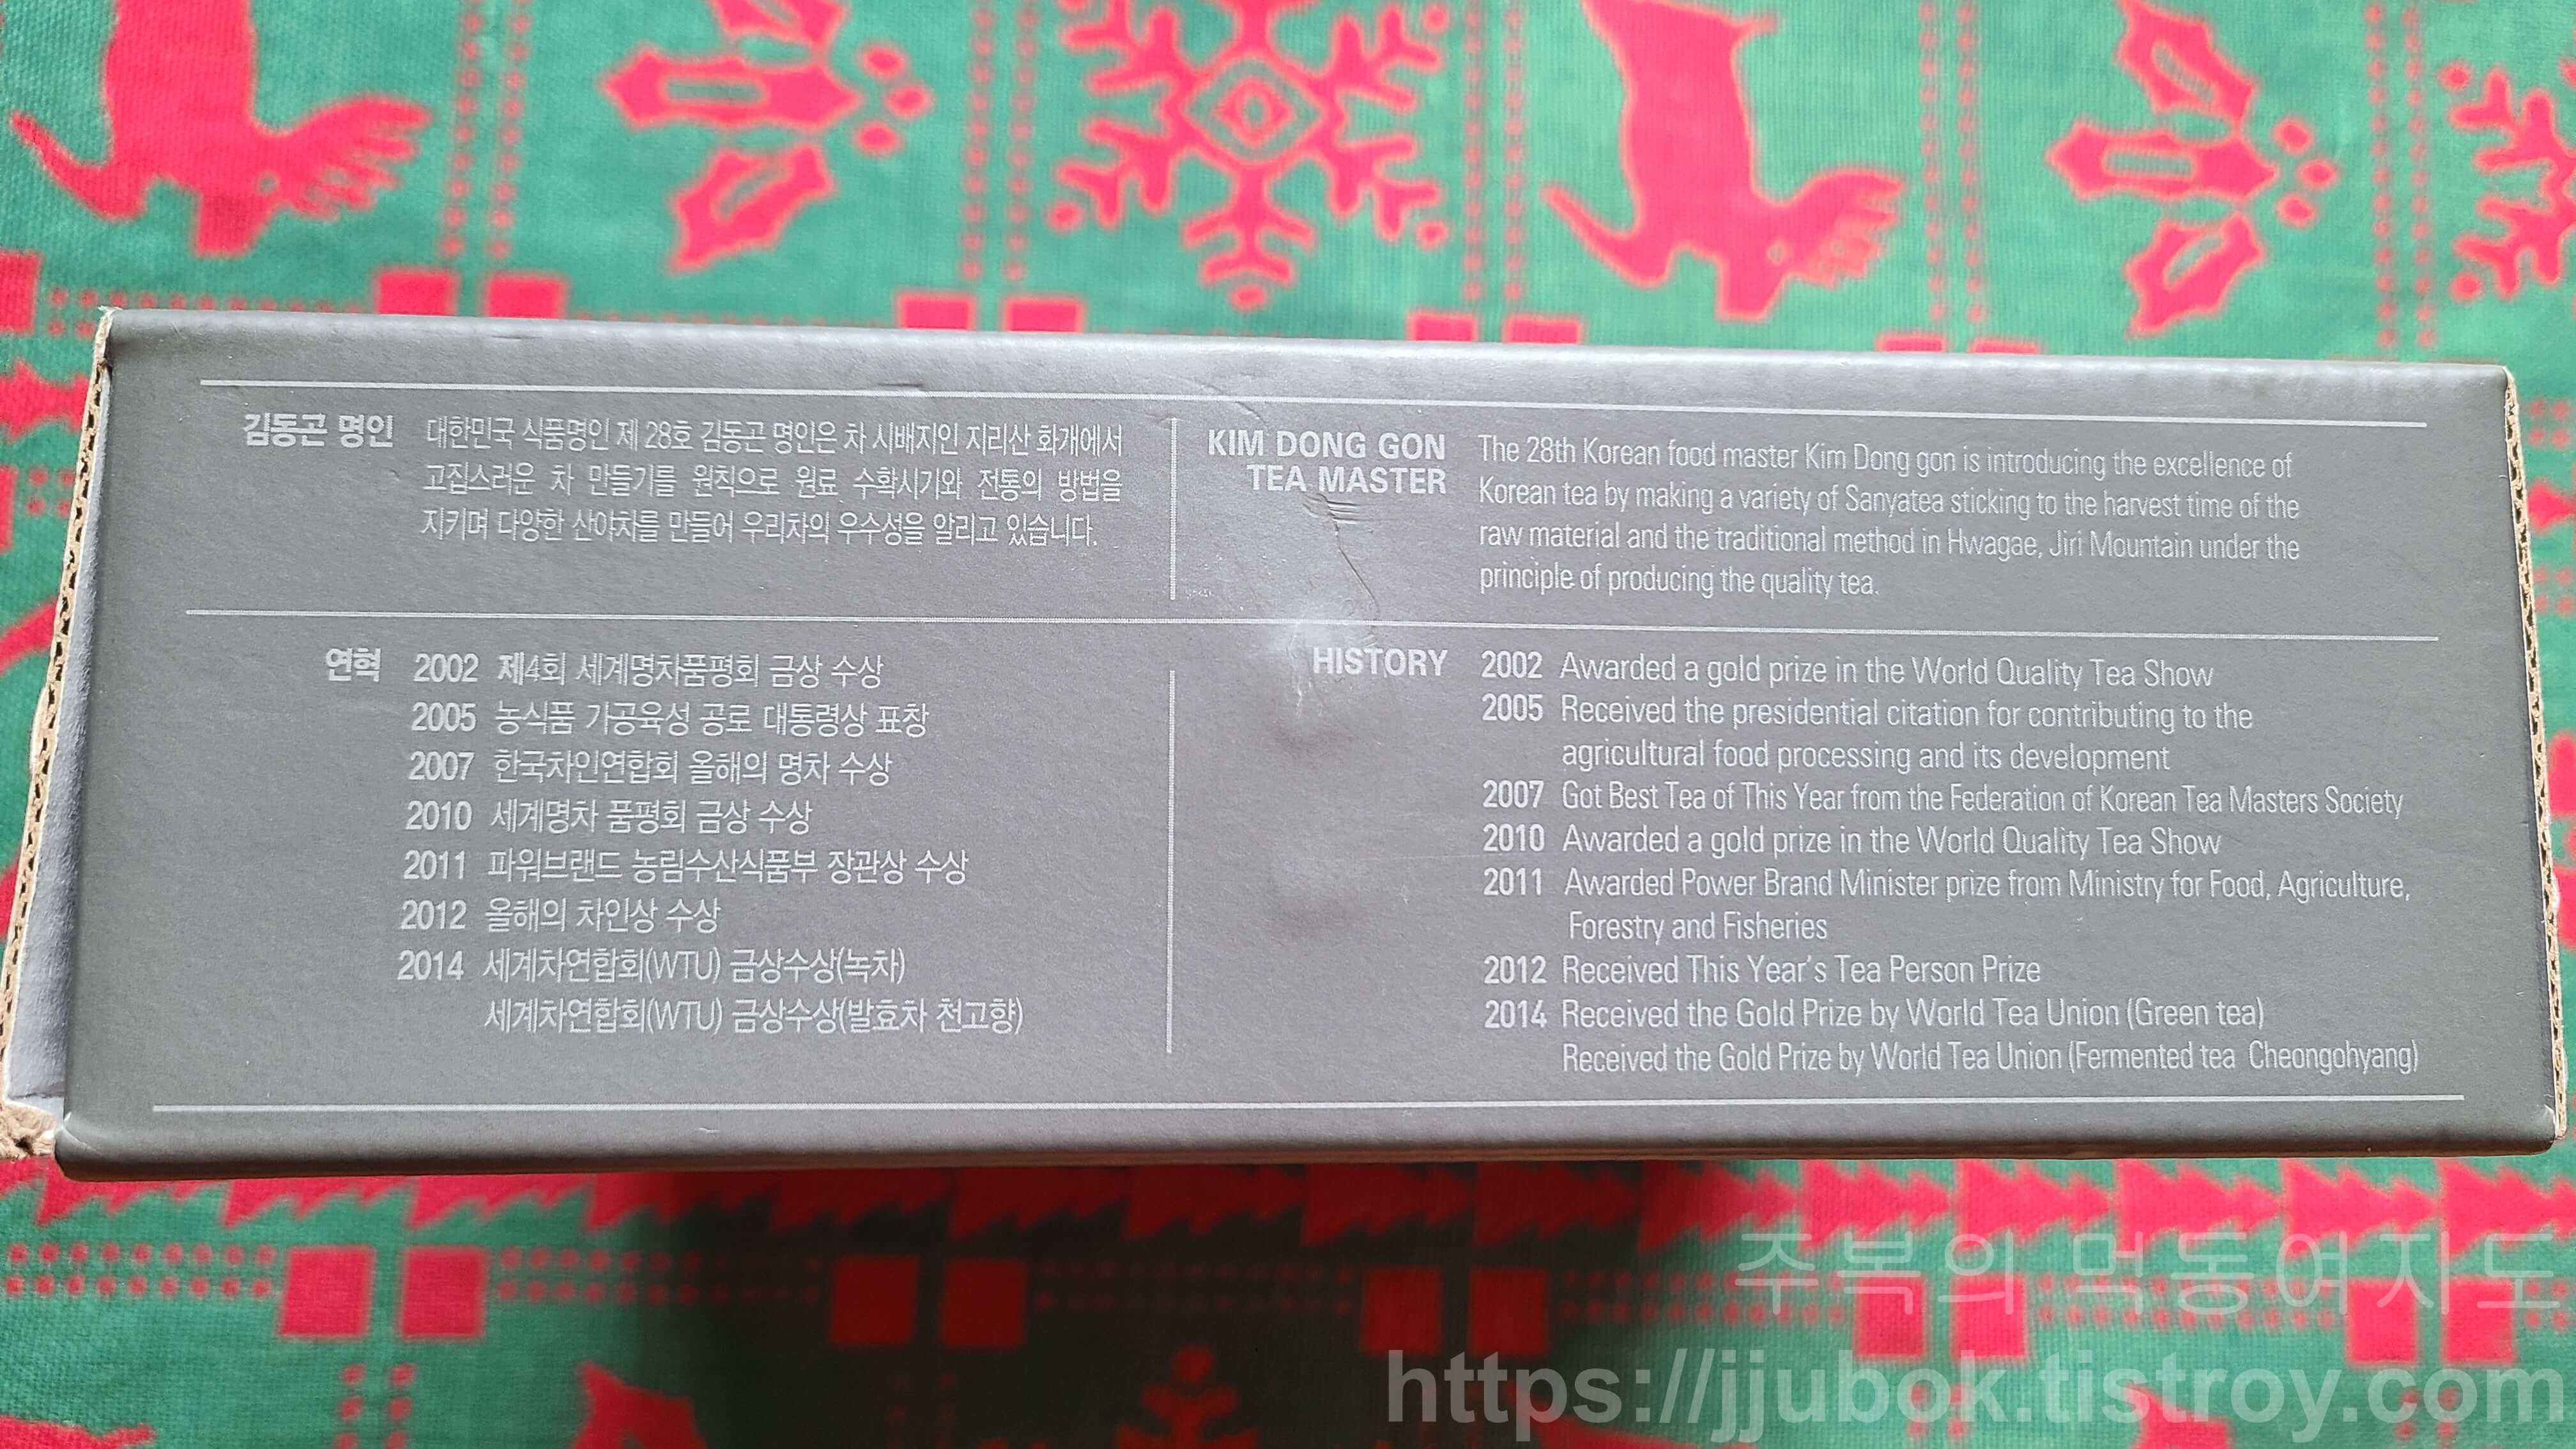 김동곤 명인
대한민국 식품명인 제 28호 김동곤 명인은 차 시배지인 지리산 화개에서
고집스러운 차 만들기를 원칙으로 원료 수확시기와 전통의 방법을
지키며 다양한 산야차를 만들어 우리차의 우수성을 알리고 있습니다.
KIM DONG GON
TEA MASTER
The 28th Korean food master Kim Dong gon is introducing the excellence of
Korean tea by making a variety of Sanyatea sticking to the harvest time of the
raw material and the traditional method in Hwagae, Jiri Mountain under the
principle of producing the quality tea.
연혁
2002 제4회 세계명차품평회 금상 수상
2005 농식품 가공육성 공로 대통령상 표창
2007 한국차인연합회 올해의 명차 수상
2010 세계명차 품평회 금상 수상
2011 파워브랜드 농림수산식품부 장관상 수상
2012 올해의 차인상 수상
2014 세계차연합회(WTU) 금상수상(녹차)
세계차연합회(WTU) 금상수상(발효차 천고향)
HISTORY
2002 Awarded a gold prize in the World Quality Tea Show
2005 Received the presidential citation for contributing to the
agricultural food processing and its development
2007 Got Best Tea of This Year from the Federation of Korean Tea Masters Society
2010 Awarded a gold prize in the World Quality Tea Show
2011 Awarded Power Brand Minister prize from Ministry for Food, Agriculture,
Forestry and Fisheries
2012 Received This Year's Tea Person Prize
2014 Received the Gold Prize by World Tea Union (Green tea)
Received the Gold Prize by World Tea Union (Fermented tea Cheongohyang)
주복의 먹동여지도
https://jjubok.tistroy.com